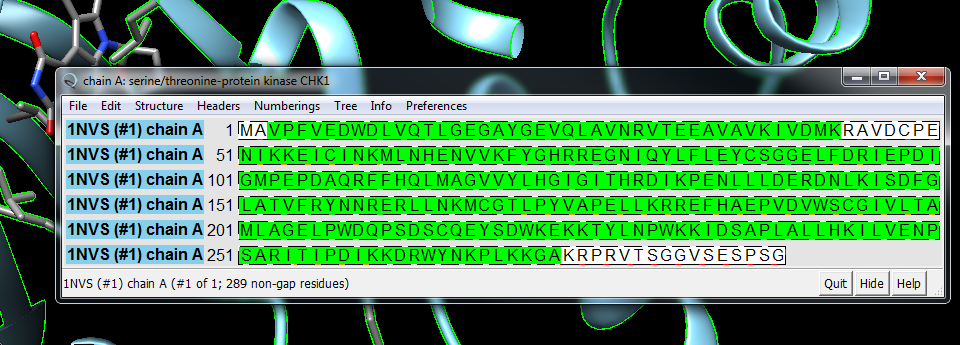 chain A: serine/threonine-protein kinase CHK1
File Edit Structure Headers Numberings Tree Info Preferences
1NVS (#1) chain A 1 MAVPFVEDWDLVQTLGEGAYGEVQLAVNRVTEEAVAVKIVDMKRAVDCPE
1NVS (#1) chain A 51 NIKKEICINKMLNHENVVKFYGHRREGNIQYLFLEYCSGGELFDRIEPDI
1NVS (#1) chain A 101 GMPEPDAQRFFHQLMAGVVYLHGIGITHRDIKPENLLLDERDNLKISDFG
1NVS (#1) chain A 151 LATVFRYNNRERLLNKMCGTLPYVAPELLKRREFHAEPVDVWSCGIVLTA
1NVS (#1) chain A 201 MLAGELPWDQPSDSCQEYSDWKEKKTYLNPWKKIDSAPLALLHKILVENP
1NVS (#1) chain A 251 SARITIPDIKKDRWYNKPLKKGAKRPRVTSGGVSESPSG
1NVS (#1) chain A (#1 of 1; 289 non-gap residues) Quit Hide Help